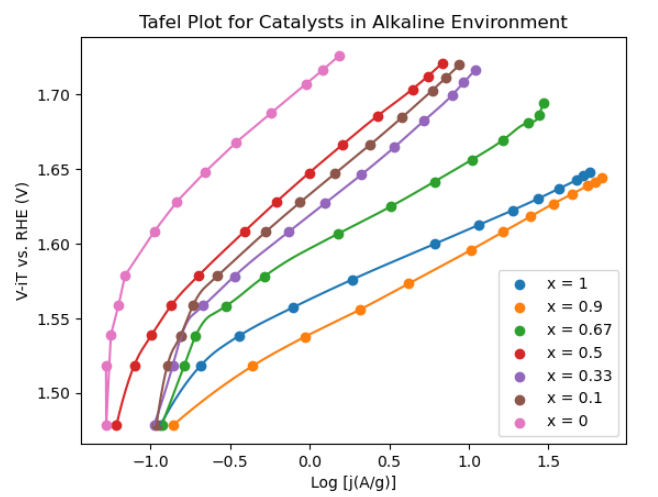 Tafel Plot for Catalysts in Alkaline Environment
V-iT vs. RHE (V)
1.70
1.65
1.60
1.55
1.50
x = 1
x = 0.9
x = 0.67
x = 0.5
x = 0.33
x = 0.1
x = 0
−1.0 −0.5 0.0 0.5 1.0 1.5
Log [j(A/g)]